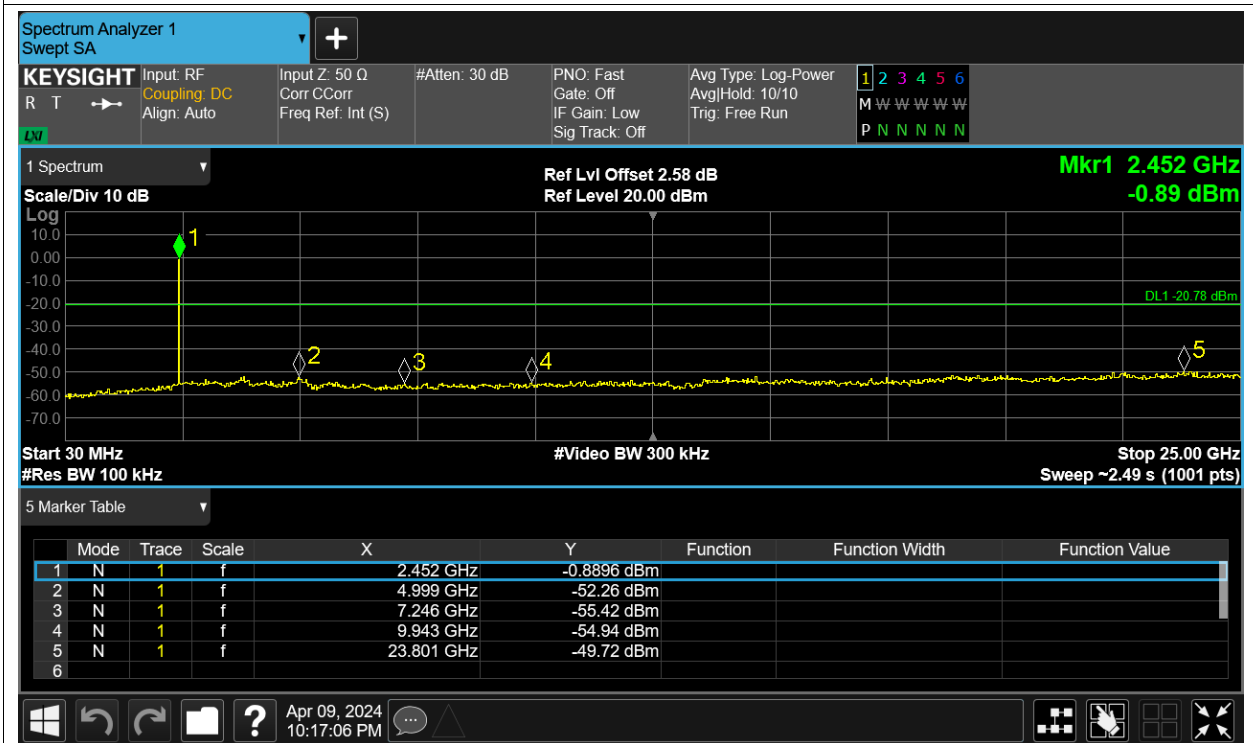 Spectrum Analyzer 1
Swept SA
KEYSIGHT
R T
LXI
Input: RF
Coupling: DC
Align: Auto
Input Z: 50 Ω
Corr CCorr
Freq Ref: Int (S)
#Atten: 30 dB
PNO: Fast
Gate: Off
IF Gain: Low
Sig Track: Off
Avg Type: Log-Power
Avg|Hold: 10/10
Trig: Free Run
1 2 3 4 5 6
M W W W W W
P N N N N N
1 Spectrum
Scale/Div 10 dB
Ref Lvl Offset 2.58 dB
Ref Level 20.00 dBm
Mkr1 2.452 GHz
-0.89 dBm
Log
10.0
0.00
-10.0
-20.0
-30.0
-40.0
-50.0
-60.0
-70.0
1
DL1 -20.78 dBm
2
3
4
5
Start 30 MHz
#Video BW 300 kHz
Stop 25.00 GHz
#Res BW 100 kHz
Sweep ~2.49 s (1001 pts)
5 Marker Table
Mode Trace Scale X Y Function Function Width Function Value
1 N 1 f 2.452 GHz -0.8896 dBm
2 N 1 f 4.999 GHz -52.26 dBm
3 N 1 f 7.246 GHz -55.42 dBm
4 N 1 f 9.943 GHz -54.94 dBm
5 N 1 f 23.801 GHz -49.72 dBm
6
?
Apr 09, 2024
10:17:06 PM